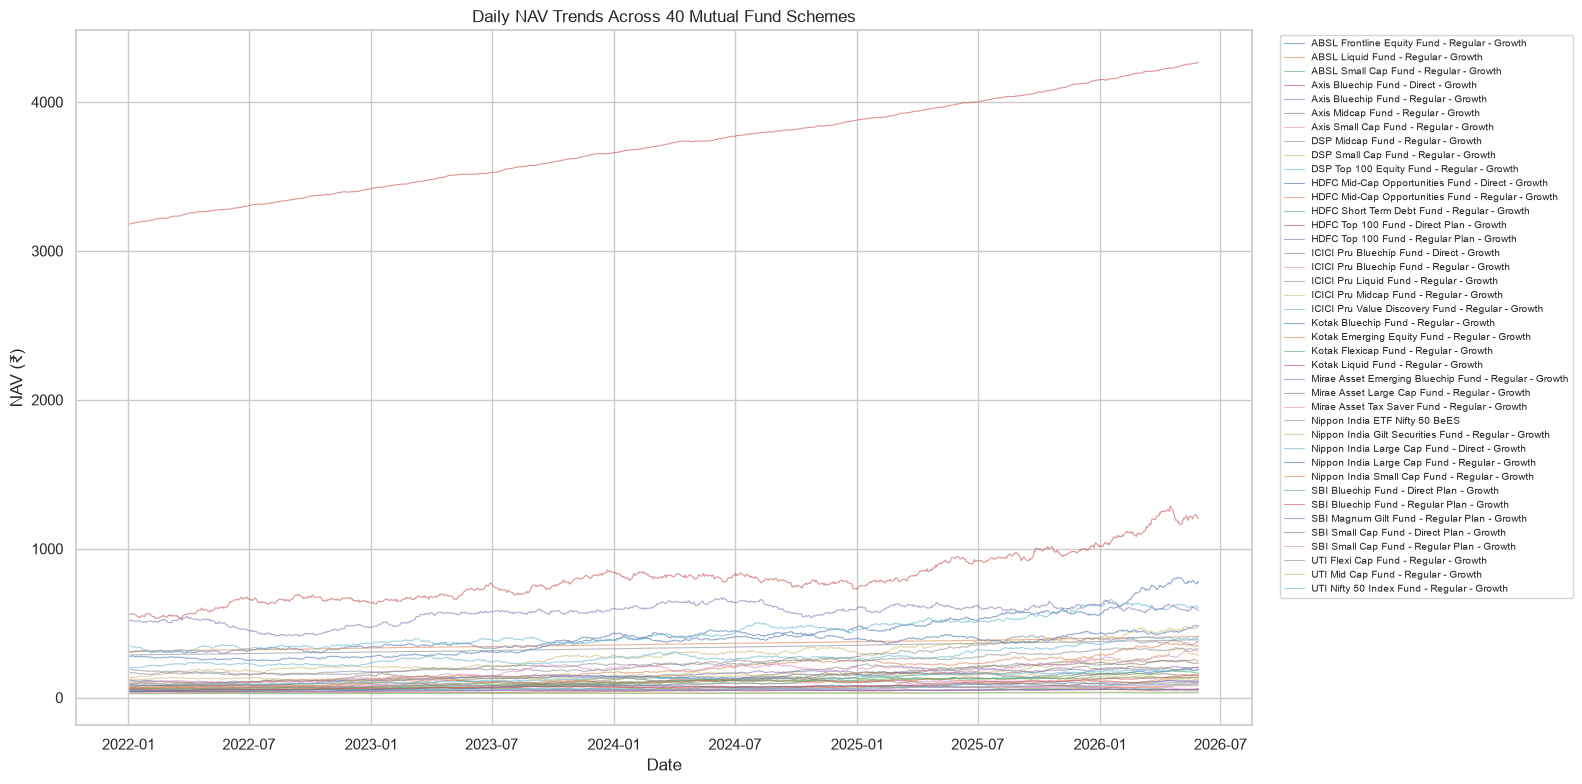 Daily NAV Trends Across 40 Mutual Fund Schemes
NAV (₹)
4000
3000
2000
1000
0
2022-01
2022-07
2023-01
2023-07
2024-01
2024-07
2025-01
2025-07
2026-01
2026-07
Date
ABSL Frontline Equity Fund - Regular - Growth
ABSL Liquid Fund - Regular - Growth
ABSL Small Cap Fund - Regular - Growth
Axis Bluechip Fund - Direct - Growth
Axis Bluechip Fund - Regular - Growth
Axis Midcap Fund - Regular - Growth
Axis Small Cap Fund - Regular - Growth
DSP Midcap Fund - Regular - Growth
DSP Small Cap Fund - Regular - Growth
DSP Top 100 Equity Fund - Regular - Growth
HDFC Mid-Cap Opportunities Fund - Direct - Growth
HDFC Mid-Cap Opportunities Fund - Regular - Growth
HDFC Short Term Debt Fund - Regular - Growth
HDFC Top 100 Fund - Direct Plan - Growth
HDFC Top 100 Fund - Regular Plan - Growth
ICICI Pru Bluechip Fund - Direct - Growth
ICICI Pru Bluechip Fund - Regular - Growth
ICICI Pru Liquid Fund - Regular - Growth
ICICI Pru Midcap Fund - Regular - Growth
ICICI Pru Value Discovery Fund - Regular - Growth
Kotak Bluechip Fund - Regular - Growth
Kotak Emerging Equity Fund - Regular - Growth
Kotak Flexicap Fund - Regular - Growth
Kotak Liquid Fund - Regular - Growth
Mirae Asset Emerging Bluechip Fund - Regular - Growth
Mirae Asset Large Cap Fund - Regular - Growth
Mirae Asset Tax Saver Fund - Regular - Growth
Nippon India ETF Nifty 50 BeES
Nippon India Gilt Securities Fund - Regular - Growth
Nippon India Large Cap Fund - Direct - Growth
Nippon India Large Cap Fund - Regular - Growth
Nippon India Small Cap Fund - Regular - Growth
SBI Bluechip Fund - Direct Plan - Growth
SBI Bluechip Fund - Regular Plan - Growth
SBI Magnum Gilt Fund - Regular Plan - Growth
SBI Small Cap Fund - Direct Plan - Growth
SBI Small Cap Fund - Regular Plan - Growth
UTI Flexi Cap Fund - Regular - Growth
UTI Mid Cap Fund - Regular - Growth
UTI Nifty 50 Index Fund - Regular - Growth